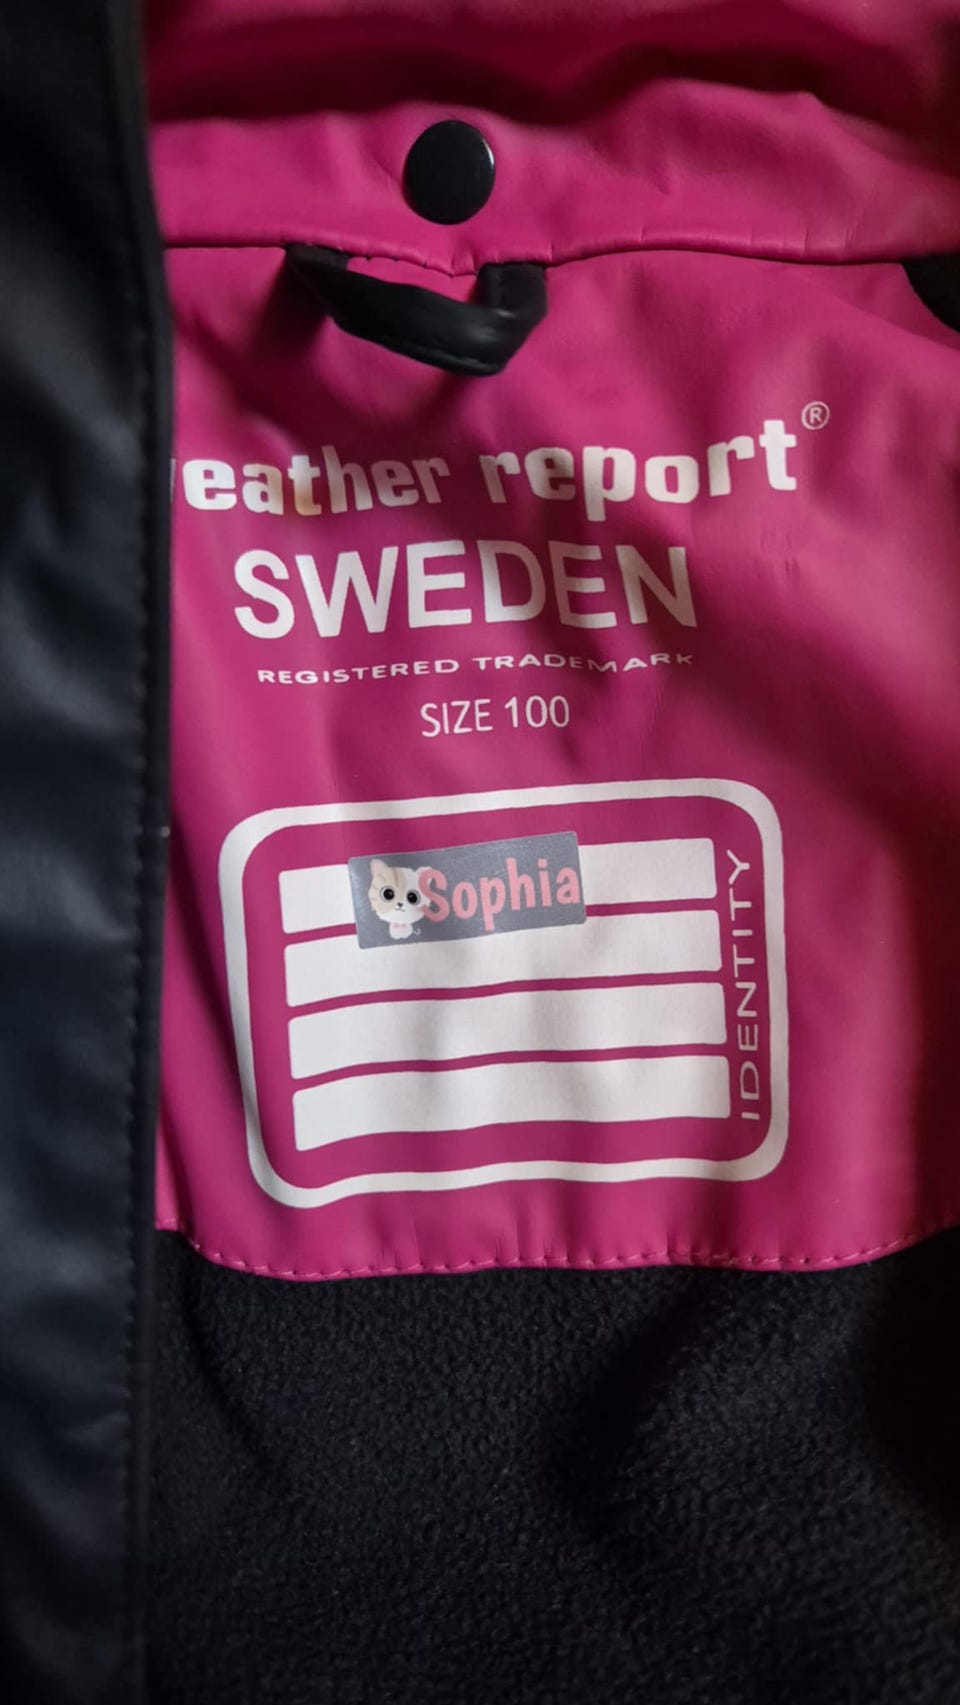 eather report®
SWEDEN
REGISTERED TRADEMARK
SIZE 100
Sophia
IDENTITY